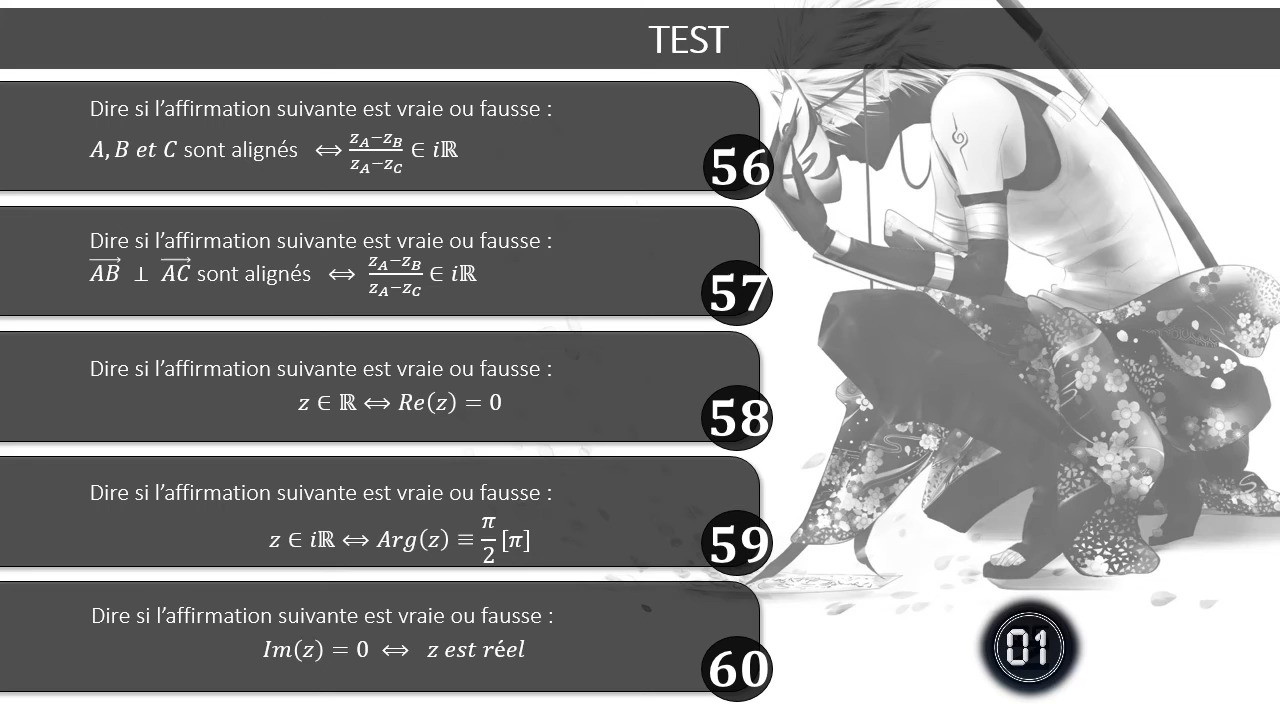 TEST
Dire si l’affirmation suivante est vraie ou fausse :
𝐴, 𝐵 𝑒𝑡 𝐶 sont alignés ⟺ (z_A−z_B)/(z_A−z_C) ∈ 𝑖ℝ
56
Dire si l’affirmation suivante est vraie ou fausse :
𝐴𝐵⃗ ⊥ 𝐴𝐶⃗ sont alignés ⟺ (z_A−z_B)/(z_A−z_C) ∈ 𝑖ℝ
57
Dire si l’affirmation suivante est vraie ou fausse :
𝑧 ∈ ℝ ⟺ 𝑅𝑒(𝑧) = 0
58
Dire si l’affirmation suivante est vraie ou fausse :
𝑧 ∈ 𝑖ℝ ⟺ 𝐴𝑟𝑔(𝑧) ≡ 𝜋/2 [𝜋]
59
Dire si l’affirmation suivante est vraie ou fausse :
𝐼𝑚(𝑧) = 0 ⟺ 𝑧 𝑒𝑠𝑡 𝑟é𝑒𝑙
60
01